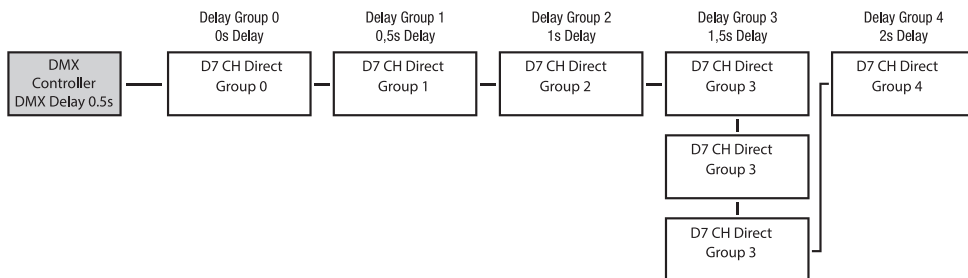 Delay Group 0
0s Delay
Delay Group 1
0,5s Delay
Delay Group 2
1s Delay
Delay Group 3
1,5s Delay
Delay Group 4
2s Delay
DMX
Controller
DMX Delay 0.5s
D7 CH Direct
Group 0
D7 CH Direct
Group 1
D7 CH Direct
Group 2
D7 CH Direct
Group 3
D7 CH Direct
Group 4
D7 CH Direct
Group 3
D7 CH Direct
Group 3